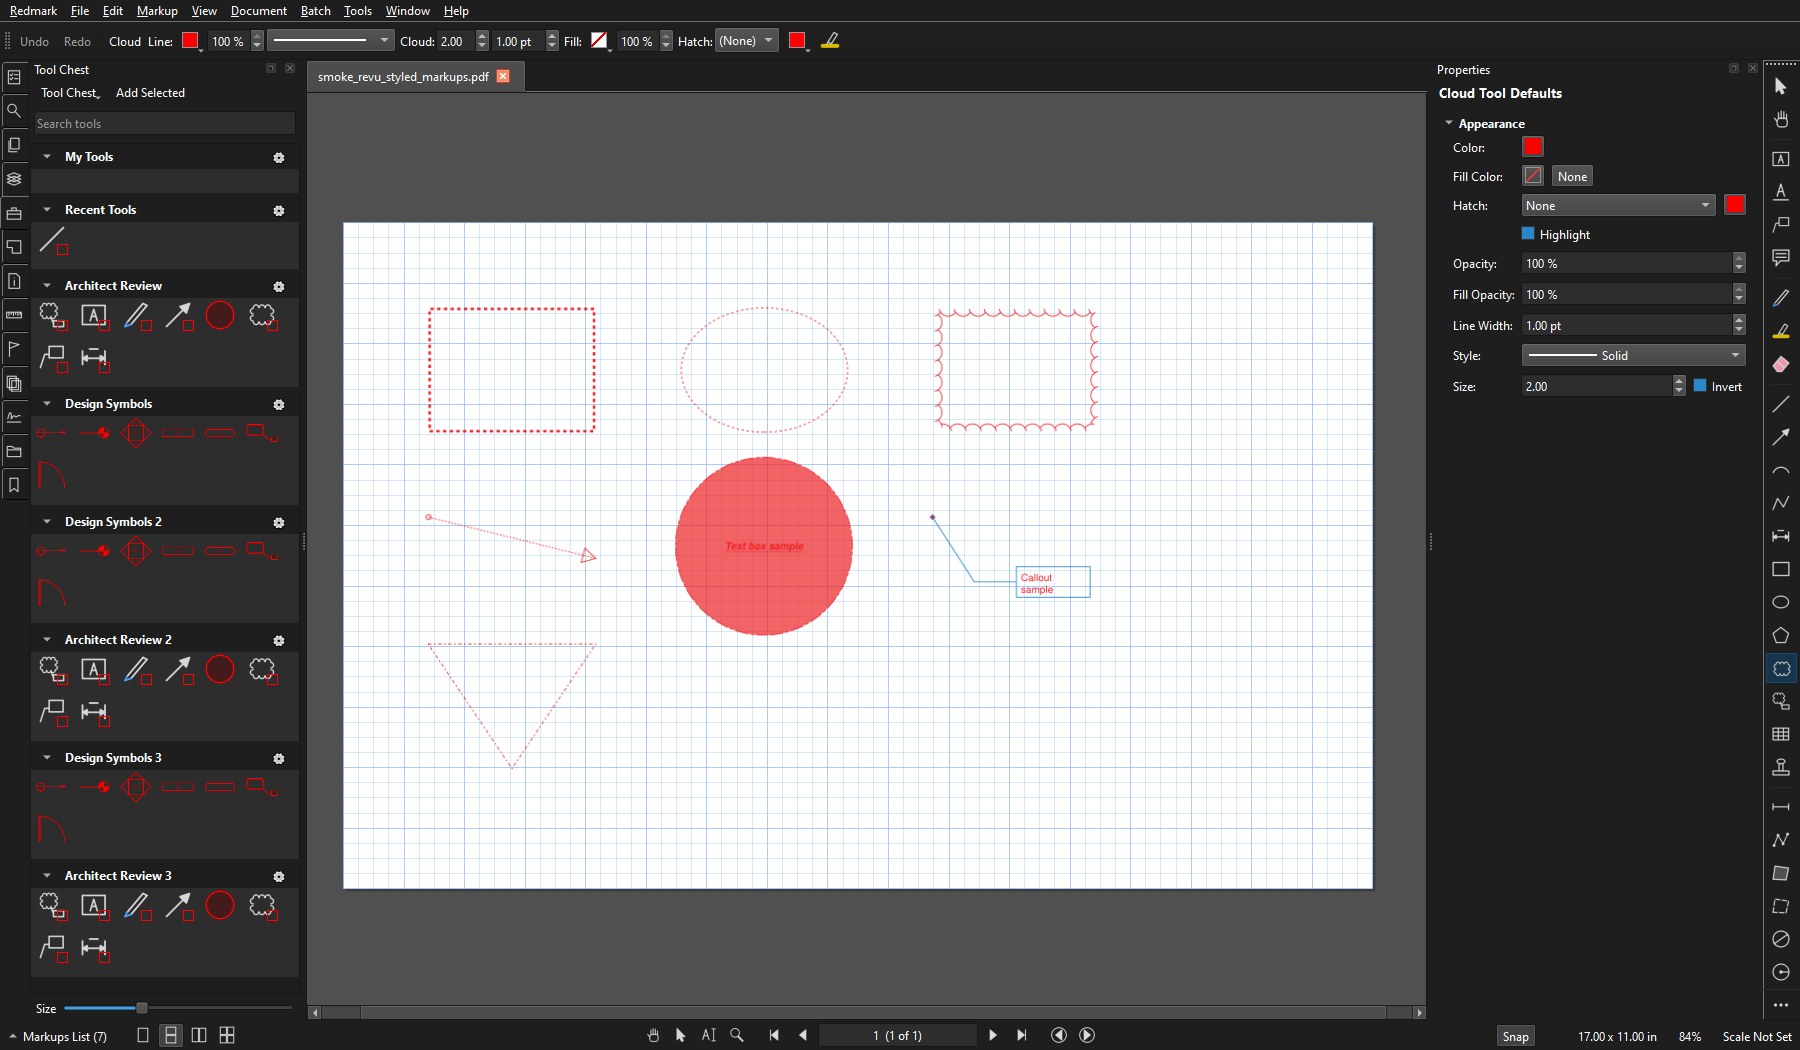 Redmark File Edit Markup View Document Batch Tools Window Help
Undo Redo Cloud Line: 100 % Cloud: 2.00 1.00 pt Fill: 100 % Hatch: (None)
Tool Chest
Tool Chest Add Selected
Search tools
My Tools
Recent Tools
Architect Review
A
Design Symbols
Design Symbols 2
Architect Review 2
A
Design Symbols 3
Architect Review 3
A
Size
smoke_revu_styled_markups.pdf
Text box sample
Callout
sample
Properties
Cloud Tool Defaults
Appearance
Color:
Fill Color: None
Hatch: None
Highlight
Opacity: 100 %
Fill Opacity: 100 %
Line Width: 1.00 pt
Style: Solid
Size: 2.00 Invert
A
A
Markups List (7) AI 1 (1 of 1) Snap 17.00 x 11.00 in 84% Scale Not Set